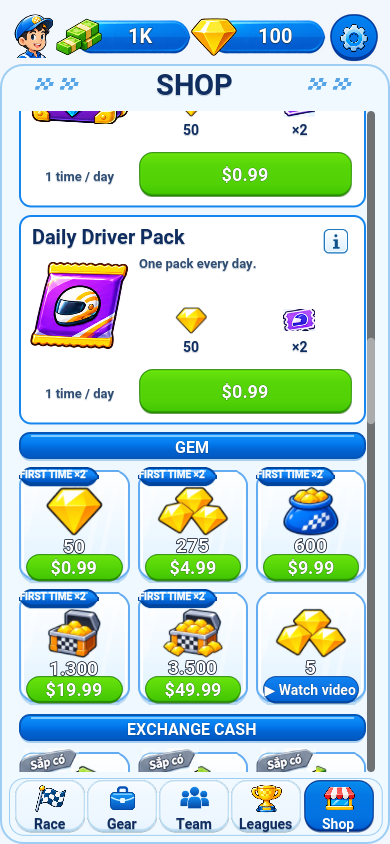 1K
100
SHOP
50
×2
1 time / day
$0.99
Daily Driver Pack
One pack every day.
50
×2
1 time / day
$0.99
GEM
FIRST TIME ×2
FIRST TIME ×2
FIRST TIME ×2
50
275
600
$0.99
$4.99
$9.99
FIRST TIME ×2
FIRST TIME ×2
1.300
3.500
5
$19.99
$49.99
▶ Watch video
EXCHANGE CASH
Sắp có
Sắp có
Sắp có
Race
Gear
Team
Leagues
Shop